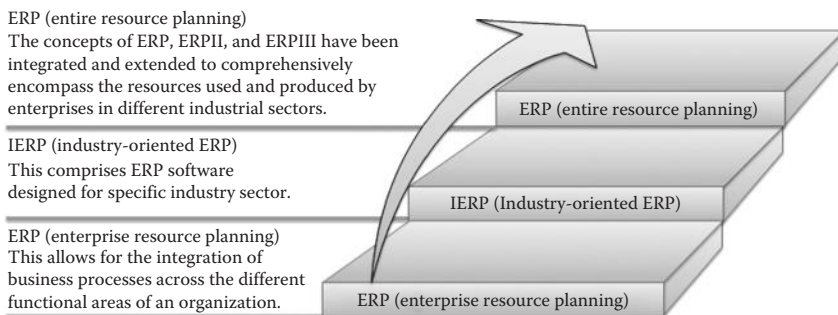 ERP (entire resource planning)
The concepts of ERP, ERPII, and ERPIII have been
integrated and extended to comprehensively
encompass the resources used and produced by
enterprises in different industrial sectors.
ERP (entire resource planning)
IERP (industry-oriented ERP)
This comprises ERP software
designed for specific industry sector.
IERP (Industry-oriented ERP)
ERP (enterprise resource planning)
This allows for the integration of
business processes across the different
functional areas of an organization.
ERP (enterprise resource planning)